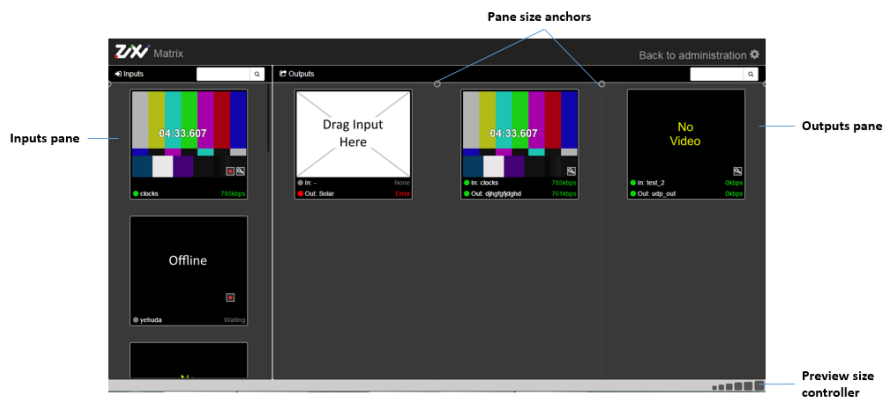 Pane size anchors
Zixi Matrix
Back to administration
Inputs
Outputs
04:33.607
clocks 785kbps
Offline
yehuda Waiting
Drag Input
Here
In: - None
Out: Solar Error
04:33.607
In: clocks 785kbps
Out: djhgfgfjdghd 761kbps
No
Video
In: test_2 0kbps
Out: udp_out 0kbps
Inputs pane
Outputs pane
Preview size
controller